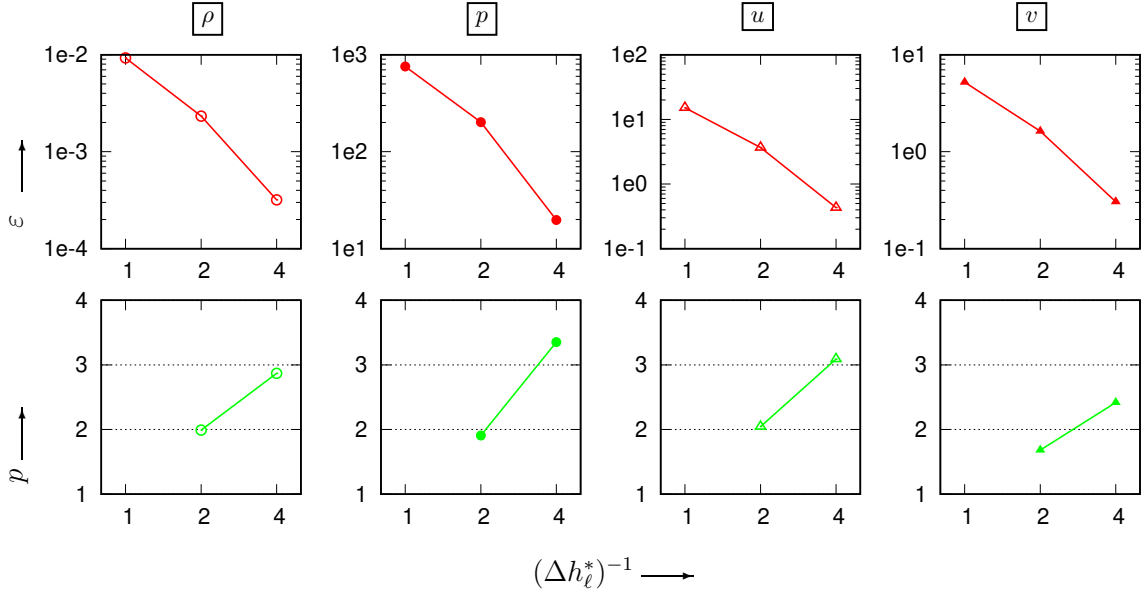 ρ p u v
1e-2 1e3 1e2 1e1
1e-3 1e2 1e1 1e0
1e0
1e-4 1e1 1e-1 1e-1
ε
1 2 4 1 2 4 1 2 4 1 2 4
4 4 4 4
3 3 3 3
2 2 2 2
1 1 1 1
p
1 2 4 1 2 4 1 2 4 1 2 4
(Δh*ℓ)−1